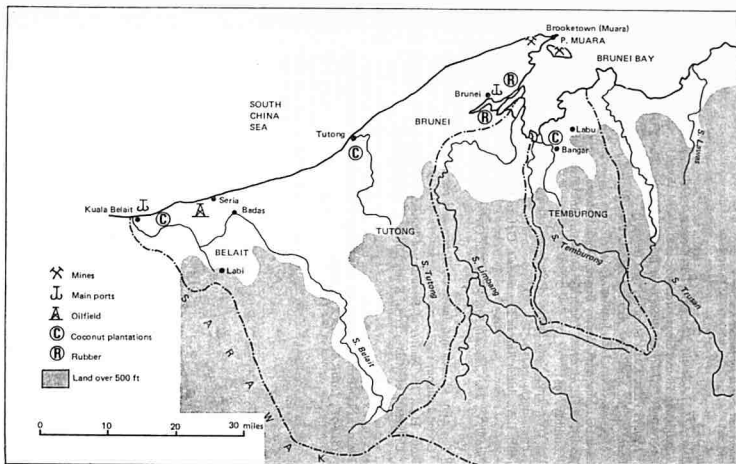 Brooketown (Muara)
P. MUARA
BRUNEI BAY
SOUTH
CHINA
SEA
Brunei
R
R
BRUNEI
Tutong
C
C
Labu
Bangar
S. Lawas
Kuala Belait
C
Seria
Badas
BELAIT
Labi
TUTONG
S. Tutong
S. Limbang
TEMBURONG
S. Temburong
S. Trusan
S. Belait
SARAWAK
Mines
Main ports
Oilfield
C Coconut plantations
R Rubber
Land over 500 ft
0 10 20 30 miles